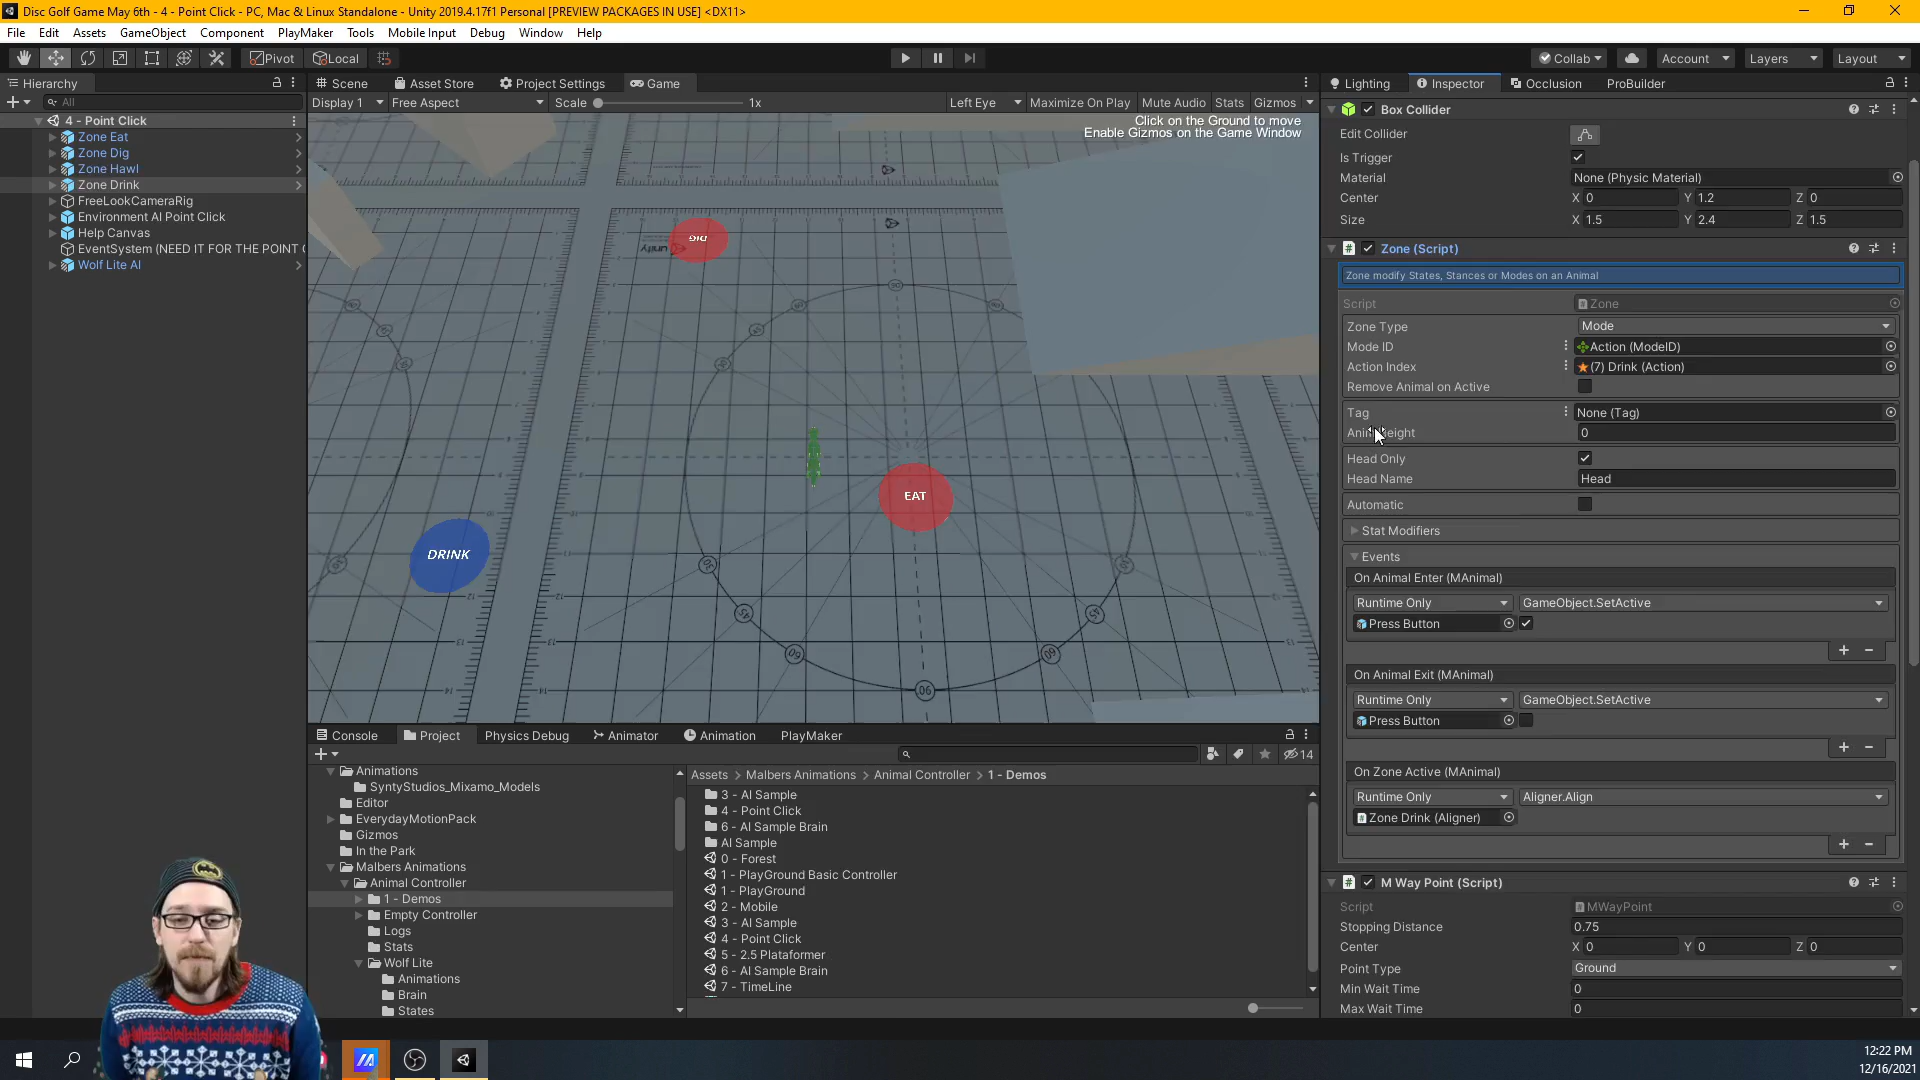 Disc Golf Game May 6th - 4 - Point Click - PC, Mac & Linux Standalone - Unity 2019.4.17f1 Personal [PREVIEW PACKAGES IN USE] <DX11>
File Edit Assets GameObject Component PlayMaker Tools Mobile Input Debug Window Help
Pivot Local Collab Account Layers Layout
Hierarchy
All
4 - Point Click
Zone Eat
Zone Dig
Zone Hawl
Zone Drink
FreeLookCameraRig
Environment AI Point Click
Help Canvas
EventSystem (NEED IT FOR THE POINT
Wolf Lite AI
Scene Asset Store Project Settings Game
Display 1 Free Aspect Scale 1x Left Eye Maximize On Play Mute Audio Stats Gizmos
Click on the Ground to move
Enable Gizmos on the Game Window
DIG
unity
EAT
DRINK
Console Project Physics Debug Animator Animation PlayMaker
14
Animations
SyntyStudios_Mixamo_Models
Editor
EverydayMotionPack
Gizmos
In the Park
Malbers Animations
Animal Controller
1 - Demos
Empty Controller
Logs
Stats
Wolf Lite
Animations
Brain
States
Assets > Malbers Animations > Animal Controller > 1 - Demos
3 - AI Sample
4 - Point Click
6 - AI Sample Brain
AI Sample
0 - Forest
1 - PlayGround Basic Controller
1 - PlayGround
2 - Mobile
3 - AI Sample
4 - Point Click
5 - 2.5 Plataformer
6 - AI Sample Brain
7 - TimeLine
Lighting Inspector Occlusion ProBuilder
Box Collider
Edit Collider
Is Trigger
Material None (Physic Material)
Center X 0 Y 1.2 Z 0
Size X 1.5 Y 2.4 Z 1.5
Zone (Script)
Zone modify States, Stances or Modes on an Animal
Script Zone
Zone Type Mode
Mode ID Action (ModeID)
Action Index (7) Drink (Action)
Remove Animal on Active
Tag None (Tag)
0
Head Only
Head Name Head
Automatic
Stat Modifiers
Events
On Animal Enter (MAnimal)
Runtime Only GameObject.SetActive
Press Button
On Animal Exit (MAnimal)
Runtime Only GameObject.SetActive
Press Button
On Zone Active (MAnimal)
Runtime Only Aligner.Align
Zone Drink (Aligner)
M Way Point (Script)
Script MWayPoint
Stopping Distance 0.75
Center X 0 Y 0 Z 0
Point Type Ground
Min Wait Time 0
Max Wait Time 0
12:22 PM
12/16/2021